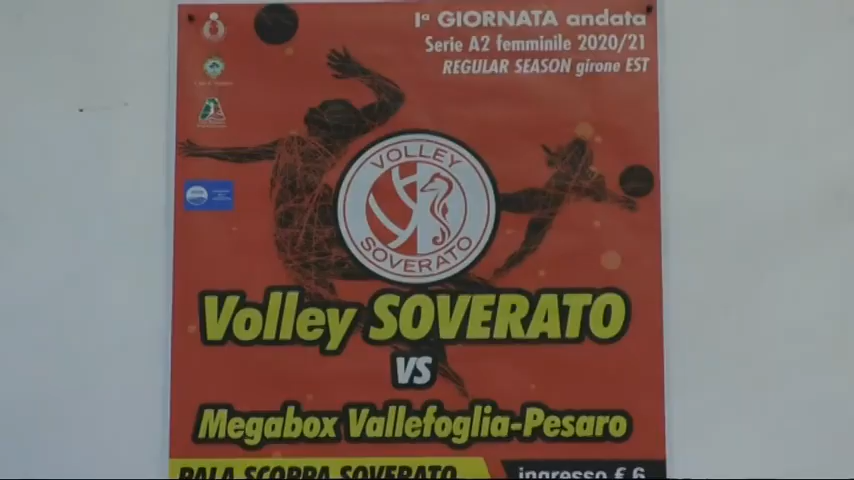 Iª GIORNATA andata
Serie A2 femminile 2020/21
REGULAR SEASON girone EST
VOLLEY
SOVERATO
Volley SOVERATO
VS
Megabox Vallefoglia-Pesaro
PALA SCOPPA SOVERATO
ingresso € 6